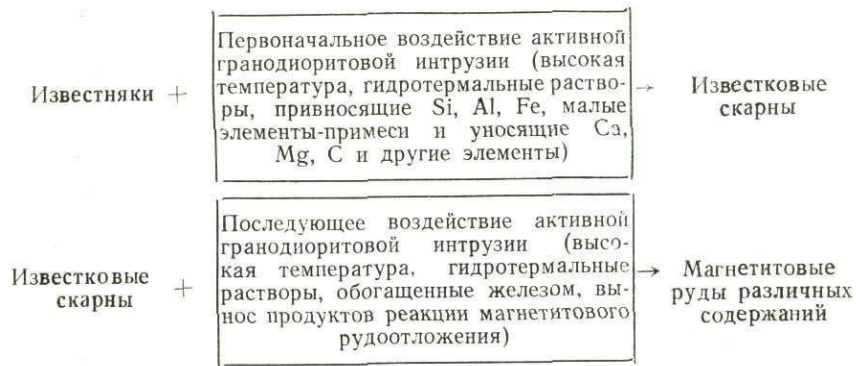 Первоначальное воздействие активной
гранодиоритовой интрузии (высокая
температура, гидротермальные раство-
ры, привносящие Si, Al, Fe, малые
элементы-примеси и уносящие Ca,
Mg, C и другие элементы)
Известняки +
→ Известковые
скарны
Последующее воздействие активной
гранодиоритовой интрузии (высо-
кая температура, гидротермальные
растворы, обогащенные железом, вы-
нос продуктов реакции магнетитового
рудоотложения)
Известковые
скарны +
→ Магнетитовые
руды различных
содержаний